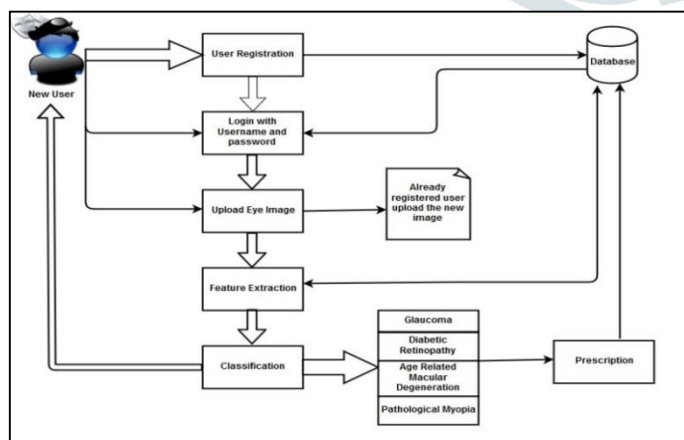 User Registration
Database
New User
Login with
Username and
password
Already
registered user
upload the new
image
Upload Eye Image
Feature Extraction
Glaucoma
Diabetic
Retinopathy
Age Related
Macular
Degeneration
Pathological Myopia
Classification
Prescription